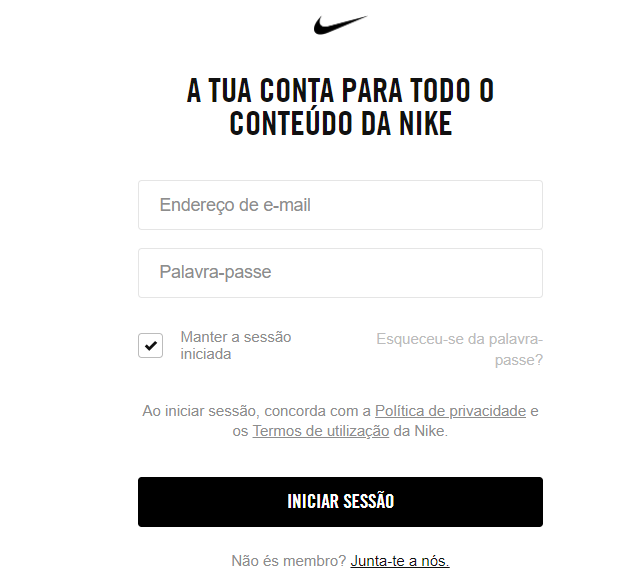 A TUA CONTA PARA TODO O
CONTEÚDO DA NIKE
Endereço de e-mail
Palavra-passe
Manter a sessão
iniciada
Esqueceu-se da palavra-
passe?
Ao iniciar sessão, concorda com a Política de privacidade e
os Termos de utilização da Nike.
INICIAR SESSÃO
Não és membro? Junta-te a nós.